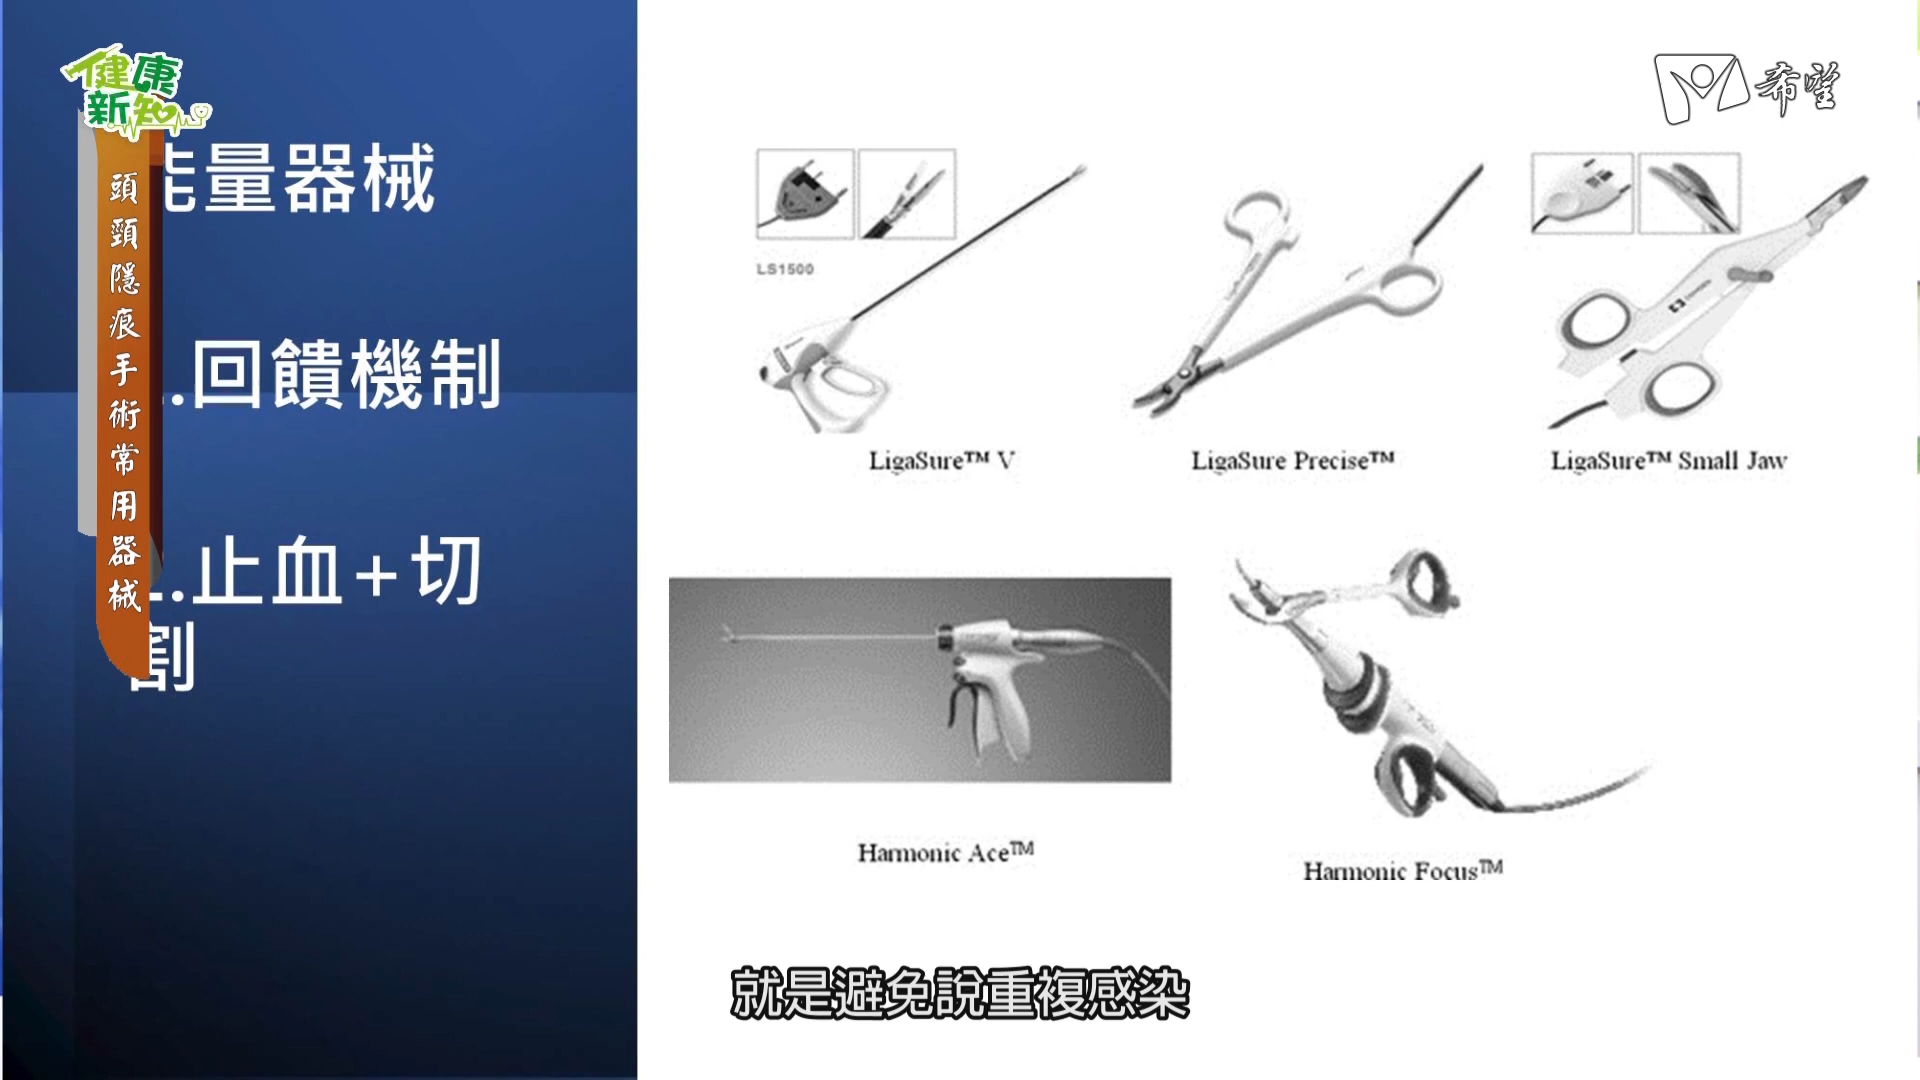 健康
新知
希望
頭頸隱痕手術常用器械
能量器械
.回饋機制
2.止血+切
割
LS1500
LigaSure™ V
LigaSure Precise™
LigaSure™ Small Jaw
Harmonic Ace™
Harmonic Focus™
就是避免說重複感染